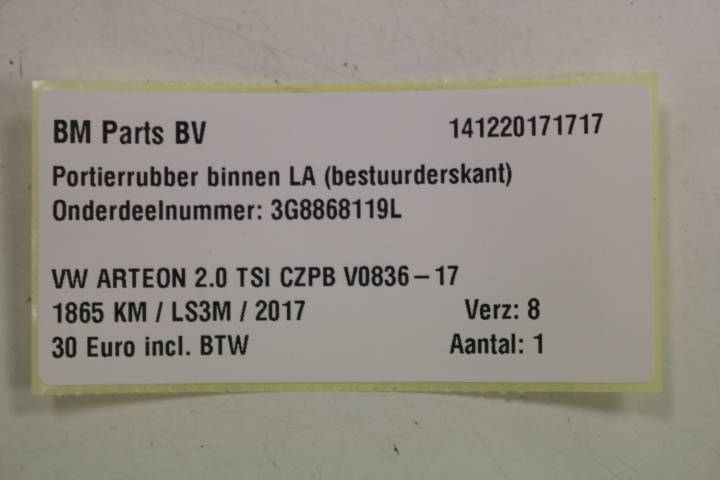 BM Parts BV 141220171717
Portierrubber binnen LA (bestuurderskant)
Onderdeelnummer: 3G8868119L
VW ARTEON 2.0 TSI CZPB V0836-17
1865 KM / LS3M / 2017 Verz: 8
30 Euro incl. BTW Aantal: 1